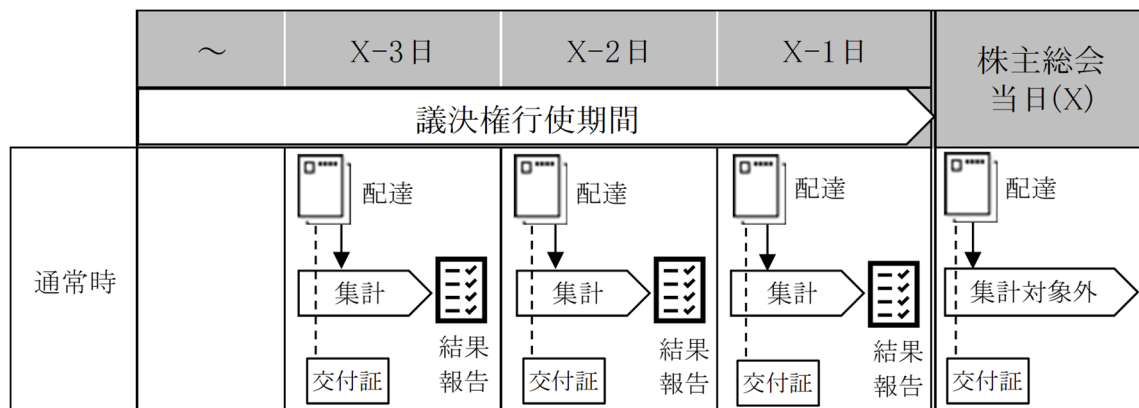 ～
X-3日
X-2日
X-1日
株主総会
当日(X)
議決権行使期間
通常時
配達
集計
結果
報告
交付証
配達
集計
結果
報告
交付証
配達
集計
結果
報告
交付証
配達
集計対象外
交付証